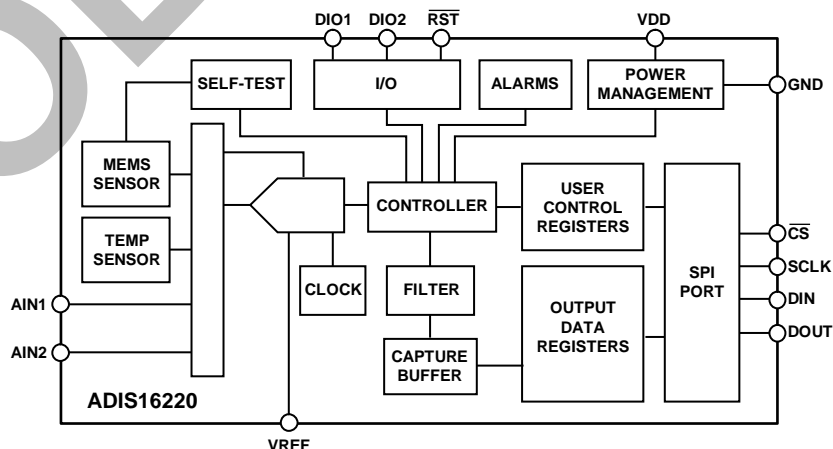 DIO1 DIO2 RST VDD
SELF-TEST
I/O
ALARMS
POWER
MANAGEMENT
GND
MEMS
SENSOR
TEMP
SENSOR
CONTROLLER
USER
CONTROL
REGISTERS
CLOCK
FILTER
CAPTURE
BUFFER
OUTPUT
DATA
REGISTERS
SPI
PORT
CS
SCLK
DIN
DOUT
AIN1
AIN2
ADIS16220
VREF